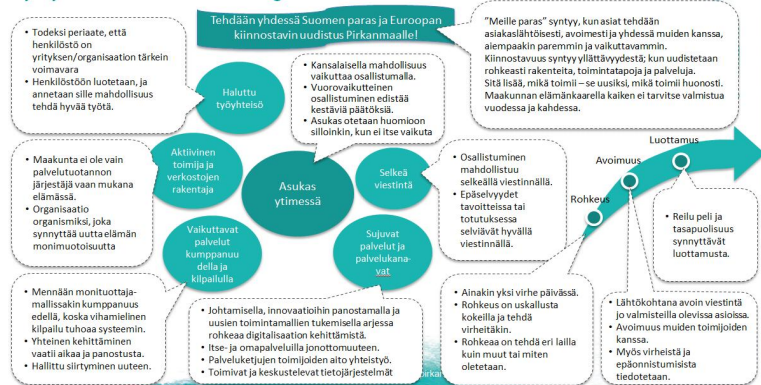 Tehdään yhdessä Suomen paras ja Euroopan
kiinnostavin uudistus Pirkanmaalle!
"Meille paras" syntyy, kun asiat tehdään
asiakaslähtöisesti, avoimesti ja yhdessä muiden kanssa,
aiempaakin paremmin ja vaikuttavammin.
Kiinnostavuus syntyy yllättävyydestä; kun uudistetaan
rohkeasti rakenteita, toimintatapoja ja palveluja.
Sitä lisää, mikä toimii – se uusiksi, mikä toimii huonosti.
Maakunnan elämänkaarella kaiken ei tarvitse valmistua
vuodessa ja kahdessa.
• Todeksi periaate, että
henkilöstö on
yrityksen/organisaation tärkein
voimavara
• Henkilöstöön luotetaan, ja
annetaan sille mahdollisuus
tehdä hyvää työtä.
Haluttu
työyhteisö
• Kansalaisella mahdollisuus
vaikuttaa osallistumalla.
• Vuorovaikutteinen
osallistuminen edistää
kestäviä päätöksiä.
• Asukas otetaan huomioon
silloinkin, kun ei itse vaikuta
• Maakunta ei ole vain
palvelutuotannon
järjestäjä vaan mukana
elämässä.
• Organisaatio
organismiksi, joka
synnyttää uutta elämän
monimuotoisuutta
Aktiivinen
toimija ja
verkostojen
rakentaja
Asukas
ytimessä
Selkeä
viestintä
• Osallistuminen
mahdollistuu
selkeällä viestinnällä.
• Epäselvyydet
tavoitteissa tai
totutuksessa
selviävät hyvällä
viestinnällä.
Rohkeus
Avoimuus
Luottamus
• Reilu peli ja
tasapuolisuus
synnyttävät
luottamusta.
Vaikuttavat
palvelut
kumppanuu
della ja
kilpailulla
Sujuvat
palvelut ja
palvelukana-
vat
• Mennään monituottaja-
mallissakin kumppanuus
edellä, koska vihamielinen
kilpailu tuhoaa systeemin.
• Yhteinen kehittäminen
vaatii aikaa ja panostusta.
• Hallittu siirtyminen uuteen.
• Johtamisella, innovaatioihin panostamalla ja
uusien toimintamallien tukemisella arjessa
rohkeaa digitalisaation kehittämistä.
• Itse- ja omapalveluilla jonottomuuteen.
• Palveluketjujen toimijoiden aito yhteistyö.
• Toimivat ja keskustelevat tietojärjestelmät
• Ainakin yksi virhe päivässä.
• Rohkeus on uskallusta
kokeilla ja tehdä
virheitäkin.
• Rohkeaa on tehdä eri lailla
kuin muut tai miten
oletetaan.
• Lähtökohtana avoin viestintä
jo valmisteilla olevissa asioissa.
• Avoimuus muiden toimijoiden
kanssa.
• Myös virheistä ja
epäonnistumisista
tiedotetaan.